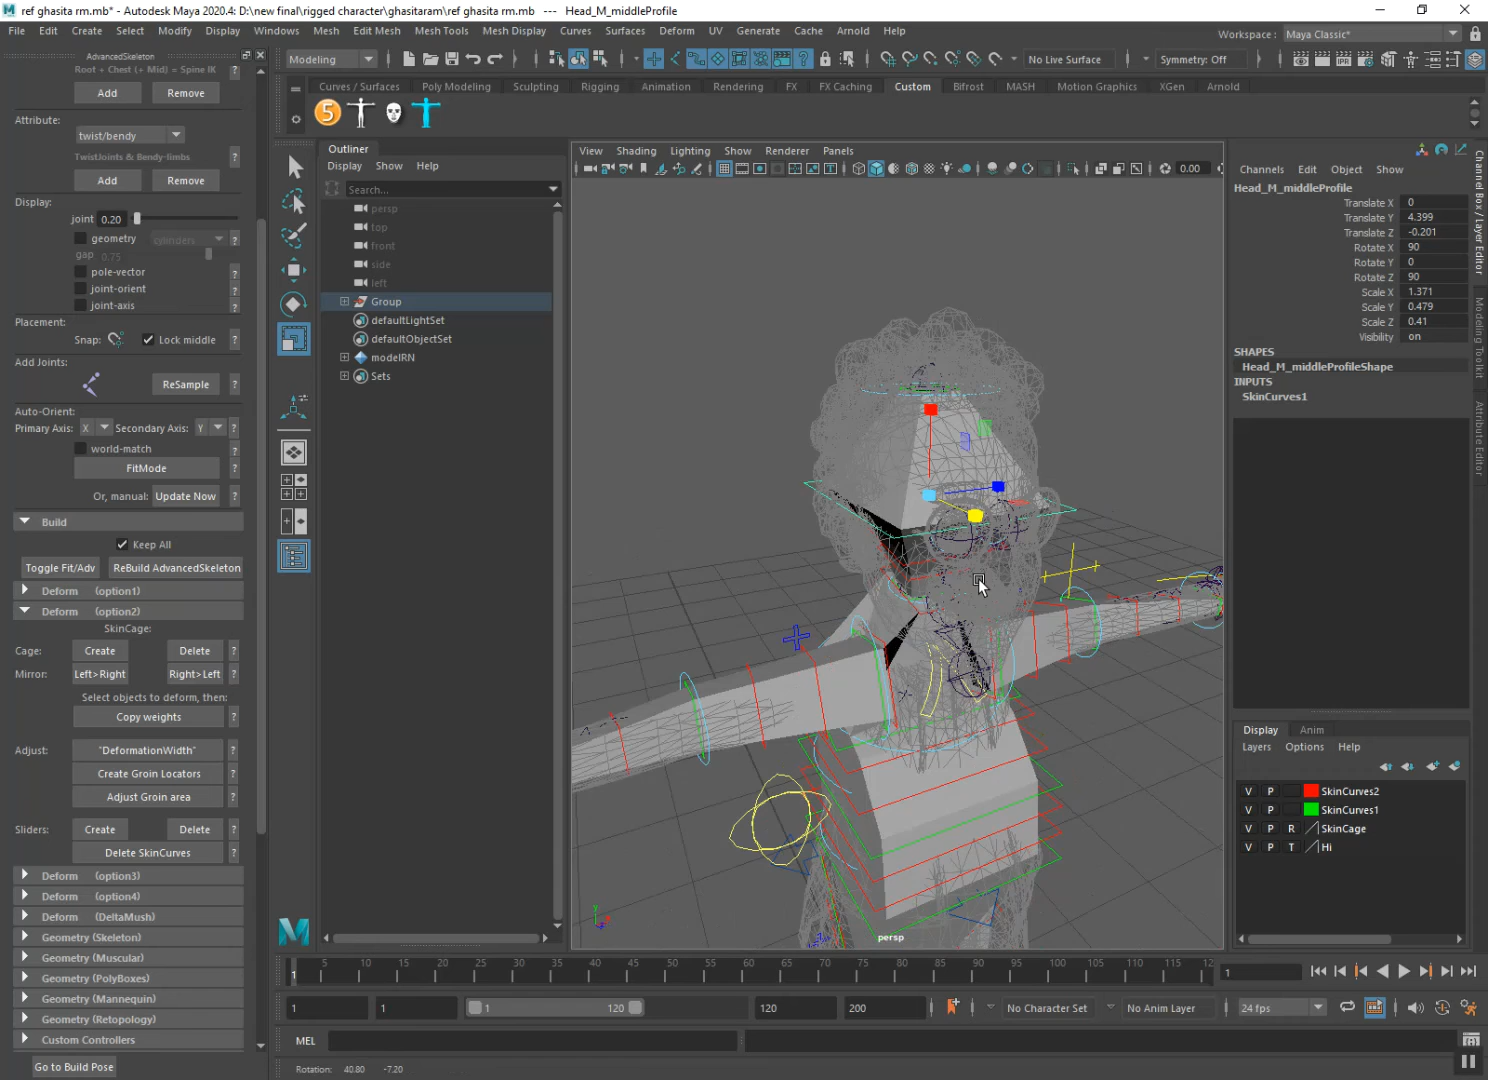 ref ghasita rm.mb* - Autodesk Maya 2020.4: D:\new final\rigged character\ghasitaram\ref ghasita rm.mb --- Head_M_middleProfile
File Edit Create Select Modify Display Windows Mesh Edit Mesh Mesh Tools Mesh Display Curves Surfaces Deform UV Generate Cache Arnold Help
Workspace : Maya Classic*
Modeling
No Live Surface
Symmetry: Off
AdvancedSkeleton
Root + Chest (+ Mid) = Spine IK ?
Add Remove
Attribute:
twist/bendy
TwistJoints & Bendy-limbs ?
Add Remove
Display:
joint 0.20
geometry cylinders ?
gap 0.75
pole-vector ?
joint-orient ?
joint-axis ?
Placement:
Snap: Lock middle ?
Add Joints:
ReSample ?
Auto-Orient:
Primary Axis: X Secondary Axis: Y ?
world-match ?
FitMode ?
Or, manual: Update Now ?
Build
Keep All
Toggle Fit/Adv ReBuild AdvancedSkeleton
Deform (option1)
Deform (option2)
SkinCage:
Cage: Create Delete ?
Mirror: Left>Right Right>Left ?
Select objects to deform, then:
Copy weights ?
Adjust: "DeformationWidth" ?
Create Groin Locators ?
Adjust Groin area ?
Sliders: Create Delete ?
Delete SkinCurves ?
Deform (option3)
Deform (option4)
Deform (DeltaMush)
Geometry (Skeleton)
Geometry (Muscular)
Geometry (PolyBoxes)
Geometry (Mannequin)
Geometry (Retopology)
Custom Controllers
Go to Build Pose
Curves / Surfaces Poly Modeling Sculpting Rigging Animation Rendering FX FX Caching Custom Bifrost MASH Motion Graphics XGen Arnold
5
Outliner
Display Show Help
Search...
persp
top
front
side
left
Group
defaultLightSet
defaultObjectSet
modelRN
Sets
View Shading Lighting Show Renderer Panels
0.00
persp
Channels Edit Object Show
Head_M_middleProfile
Translate X 0
Translate Y 4.399
Translate Z -0.201
Rotate X 90
Rotate Y 0
Rotate Z 90
Scale X 1.371
Scale Y 0.479
Scale Z 0.41
Visibility on
SHAPES
Head_M_middleProfileShape
INPUTS
SkinCurves1
Channel Box / Layer Editor
Modeling Toolkit
Attribute Editor
Display Anim
Layers Options Help
V P SkinCurves2
V P SkinCurves1
V P R SkinCage
V P T Hi
1 5 10 15 20 25 30 35 40 45 50 55 60 65 70 75 80 85 90 95 100 105 110 115 12
1
1 1 1 120 120 200
No Character Set
No Anim Layer
24 fps
MEL
Rotation: 40.80 -7.20